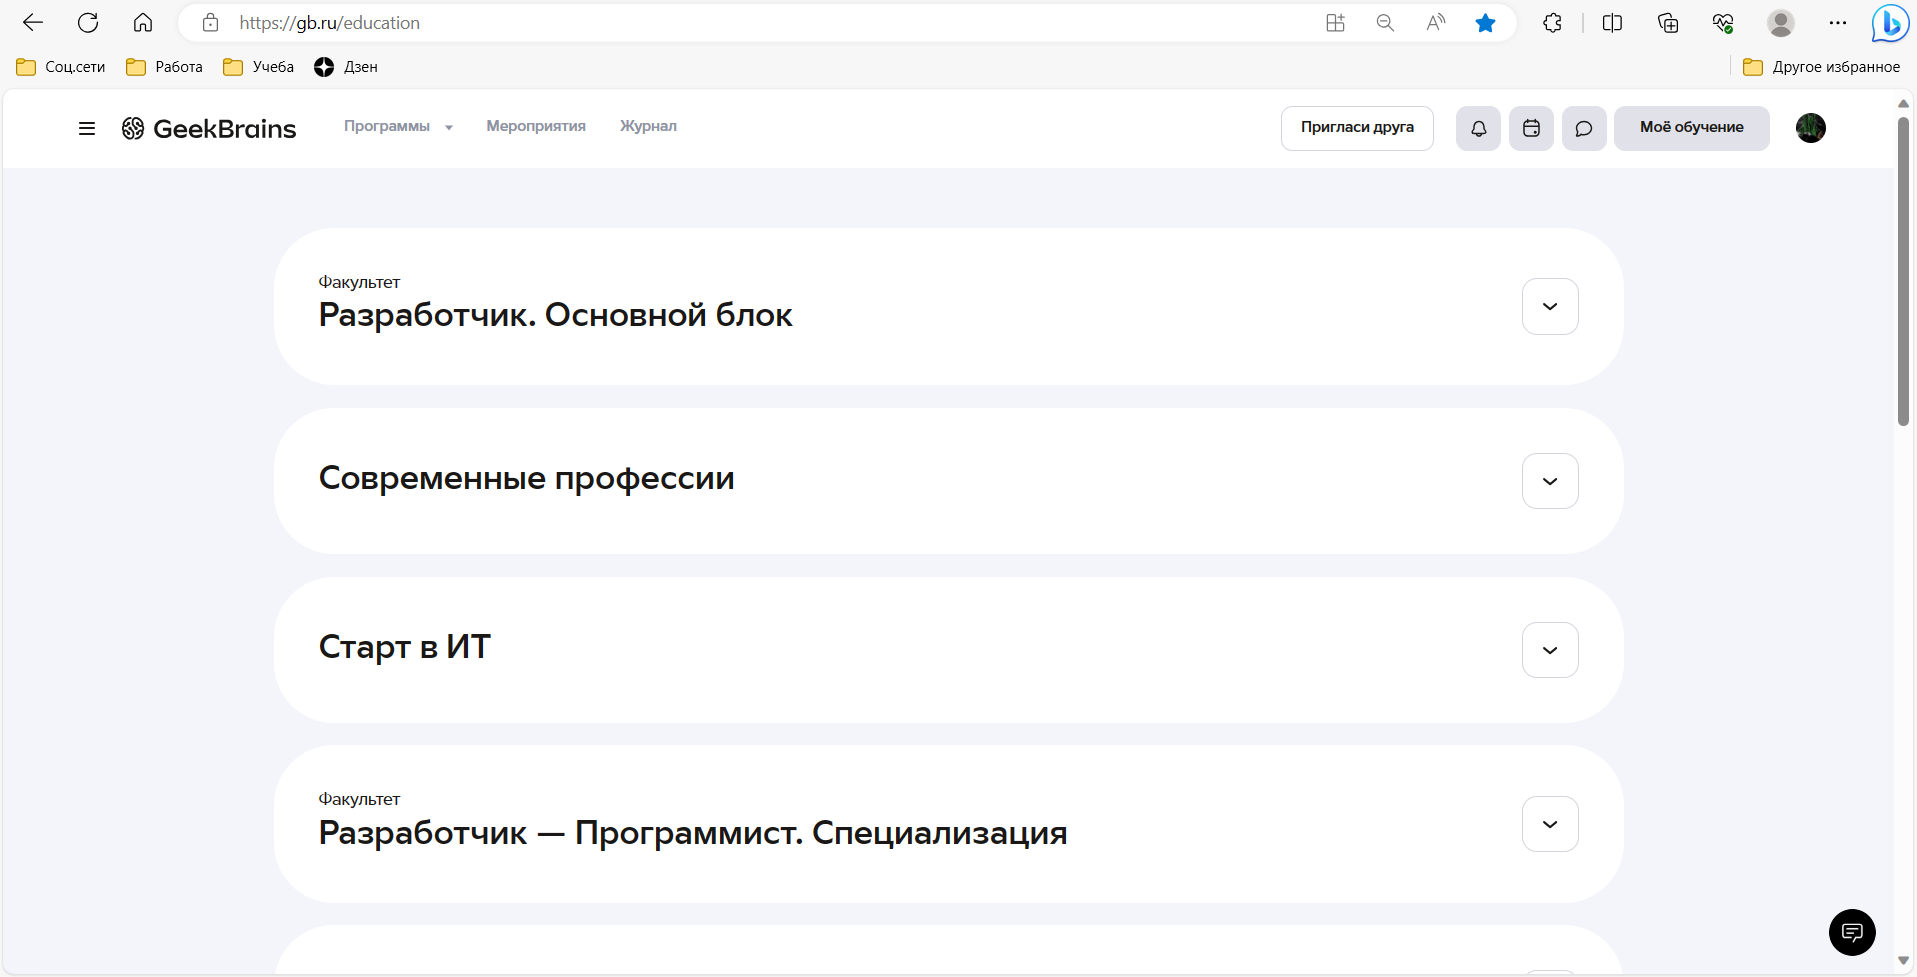 https://gb.ru/education
Соц.сети Работа Учеба Дзен Другое избранное
GeekBrains Программы Мероприятия Журнал Пригласи друга Моё обучение
Факультет
Разработчик. Основной блок
Современные профессии
Старт в ИТ
Факультет
Разработчик — Программист. Специализация